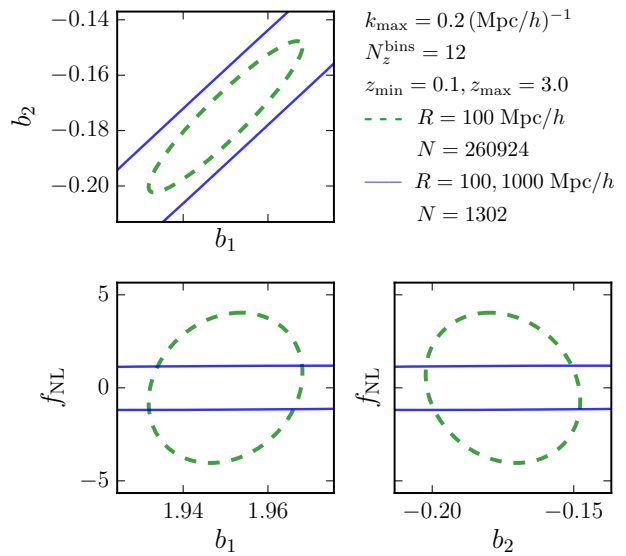 −0.14
−0.16
−0.18
−0.20
b₂
b₁
k_max = 0.2 (Mpc/h)⁻¹
N_z^bins = 12
z_min = 0.1, z_max = 3.0
R = 100 Mpc/h
N = 260924
R = 100, 1000 Mpc/h
N = 1302
5
0
−5
f_NL
1.94
1.96
b₁
f_NL
−0.20
−0.15
b₂